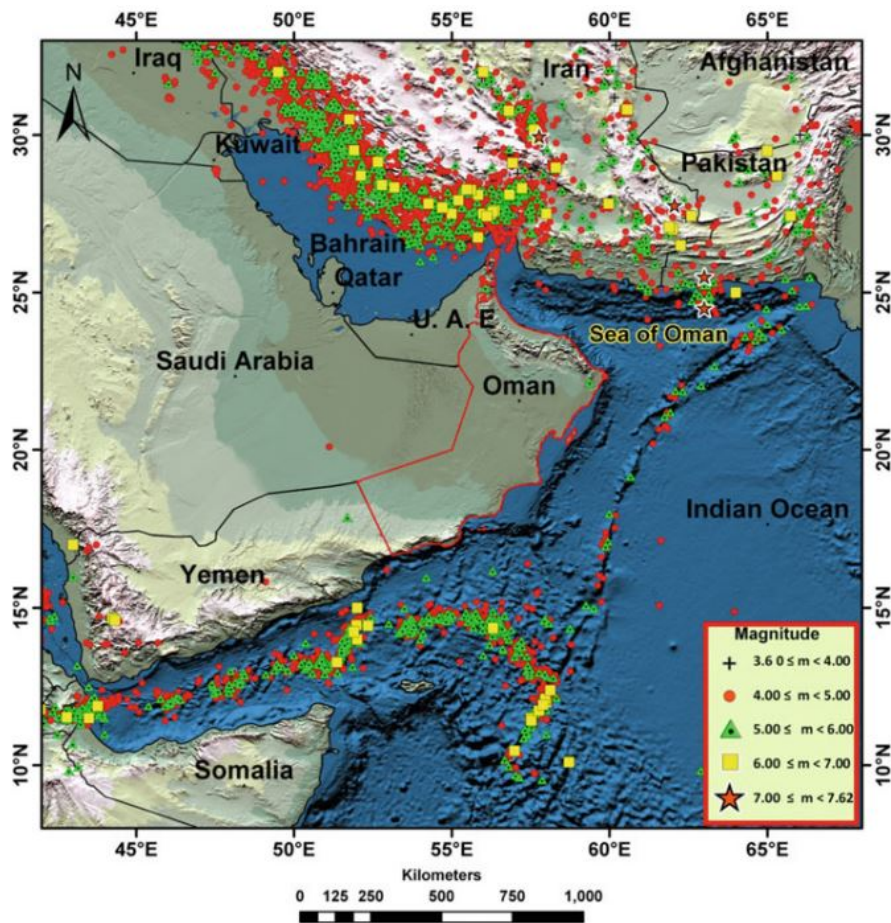 45°E 50°E 55°E 60°E 65°E
Iraq
Iran
Afghanistan
N
30°N
30°N
Kuwait
Pakistan
Bahrain
Qatar
25°N
25°N
U. A. E
Sea of Oman
Saudi Arabia
Oman
20°N
20°N
Indian Ocean
Yemen
15°N
15°N
Magnitude
3.6 0 ≤ m < 4.00
4.00 ≤ m < 5.00
5.00 ≤ m < 6.00
6.00 ≤ m < 7.00
7.00 ≤ m < 7.62
10°N
10°N
Somalia
45°E 50°E 55°E 60°E 65°E
Kilometers
0 125 250 500 750 1,000